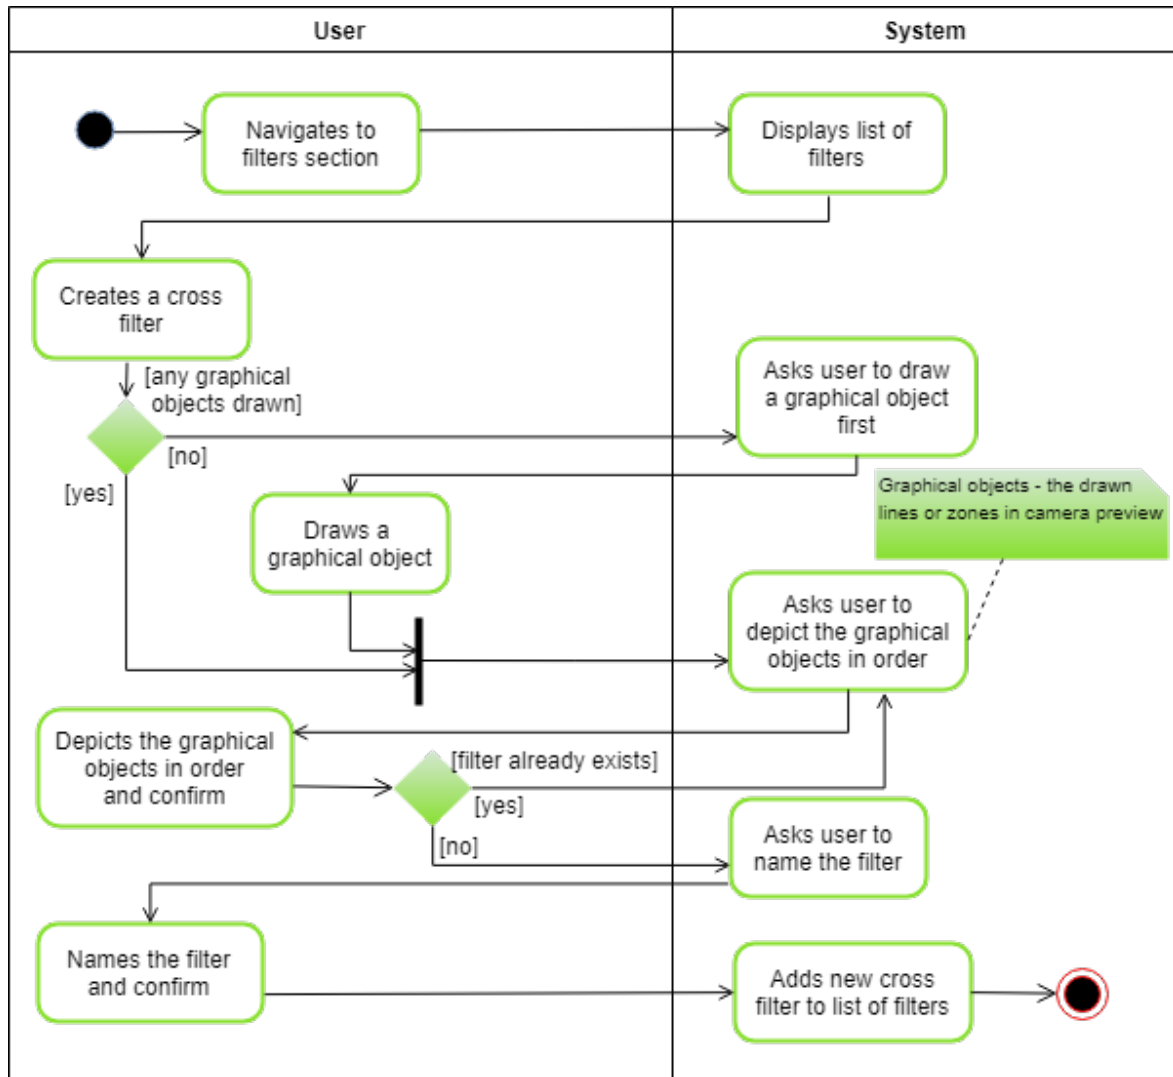 User
System
Navigates to
filters section
Displays list of
filters
Creates a cross
filter
[any graphical
objects drawn]
[no]
[yes]
Asks user to draw
a graphical object
first
Graphical objects - the drawn
lines or zones in camera preview
Draws a
graphical object
Asks user to
depict the graphical
objects in order
Depicts the graphical
objects in order
and confirm
[filter already exists]
[yes]
[no]
Asks user to
name the filter
Names the filter
and confirm
Adds new cross
filter to list of filters